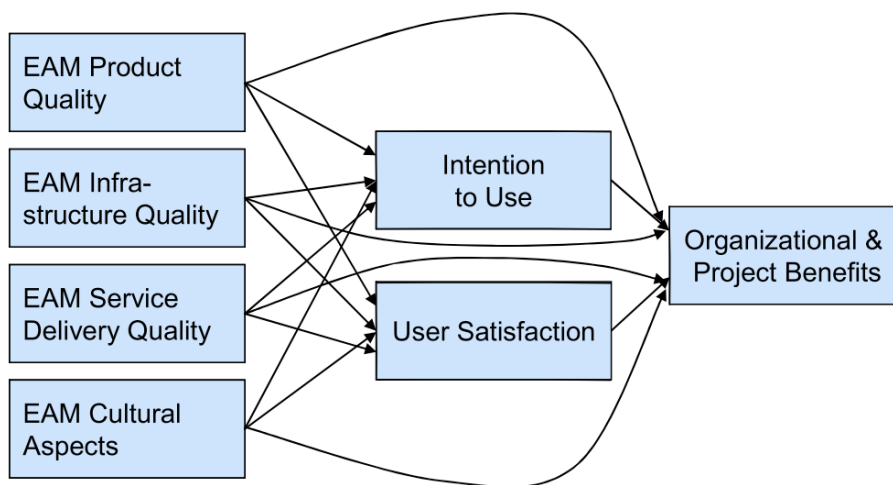 EAM Product
Quality
EAM Infra-
structure Quality
EAM Service
Delivery Quality
EAM Cultural
Aspects
Intention
to Use
User Satisfaction
Organizational &
Project Benefits